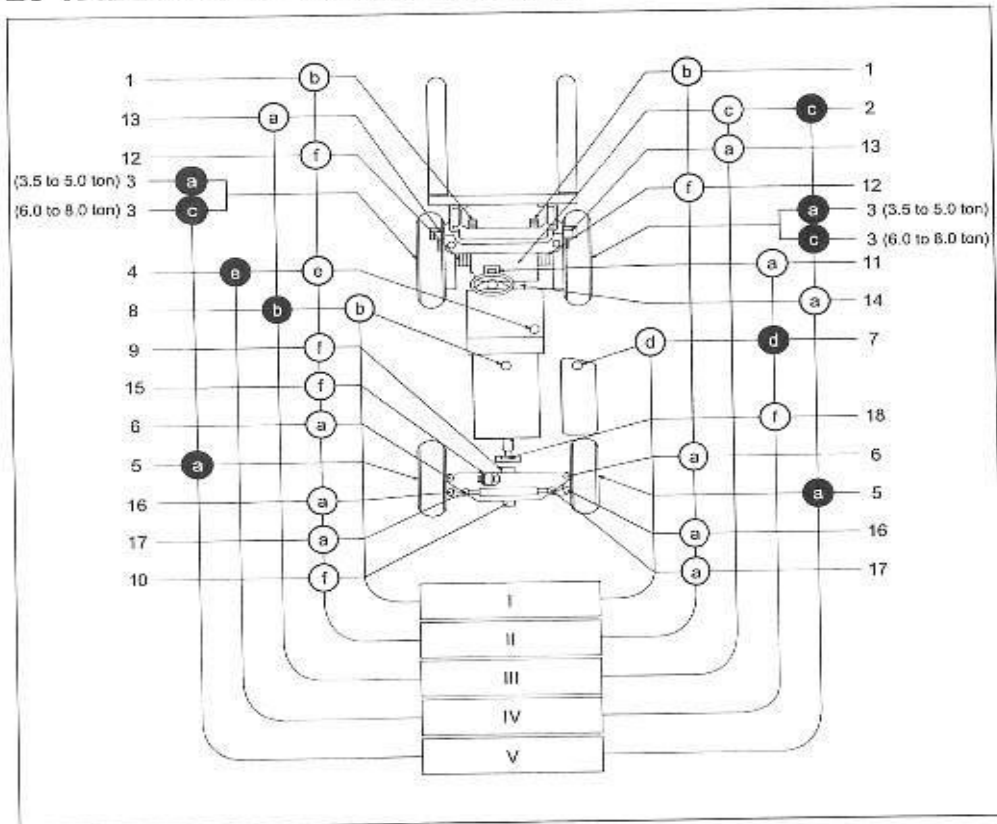 1 b b 1
13 a c c 2
12 f a 13
(3.5 to 5.0 ton) 3 a f 12
(6.0 to 8.0 ton) 3 c a 3 (3.5 to 5.0 ton)
c 3 (6.0 to 8.0 ton)
4 e e a 11
8 b b a 14
9 f d d 7
15 f
6 a f 18
5 a a 6
16 a a 5
17 a a 16
10 f a 17
I
II
III
IV
V